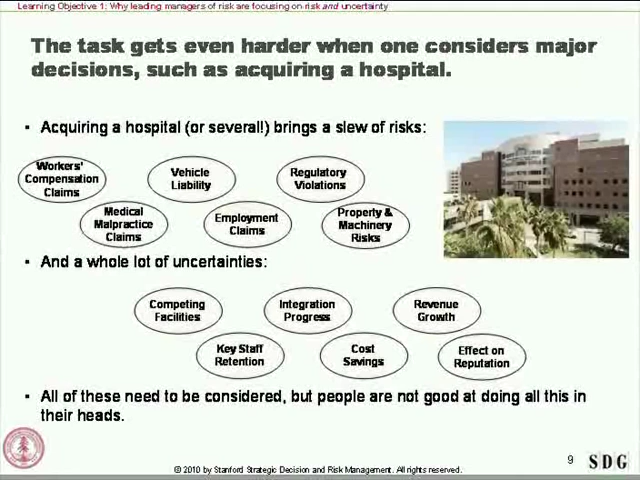 Learning Objective 1: Why leading managers of risk are focusing on risk and uncertainty
The task gets even harder when one considers major
decisions, such as acquiring a hospital.
• Acquiring a hospital (or several!) brings a slew of risks:
Workers'
Compensation
Claims
Vehicle
Liability
Regulatory
Violations
Medical
Malpractice
Claims
Employment
Claims
Property &
Machinery
Risks
• And a whole lot of uncertainties:
Competing
Facilities
Integration
Progress
Revenue
Growth
Key Staff
Retention
Cost
Savings
Effect on
Reputation
• All of these need to be considered, but people are not good at doing all this in
their heads.
© 2010 by Stanford Strategic Decision and Risk Management. All rights reserved.
9
SDG